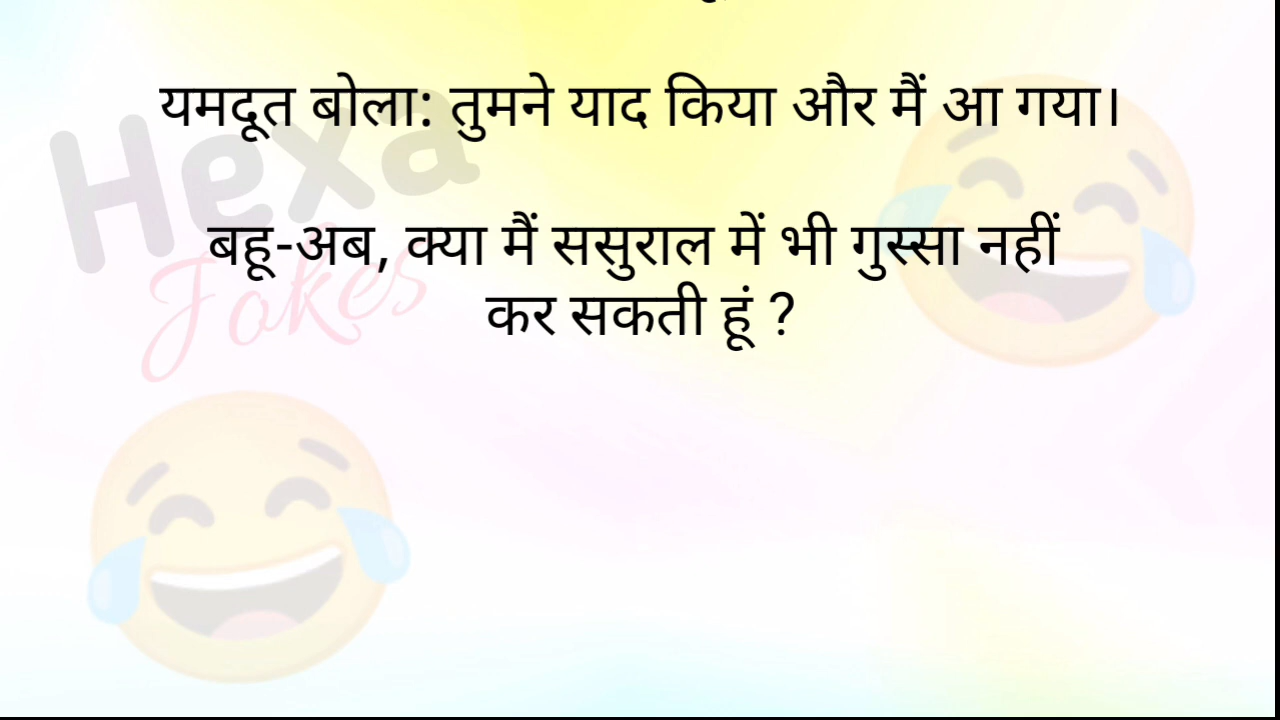 यमदूत बोला: तुमने याद किया और मैं आ गया।
बहू-अब, क्या मैं ससुराल में भी गुस्सा नहीं
कर सकती हूं ?
Hexa
Jokes